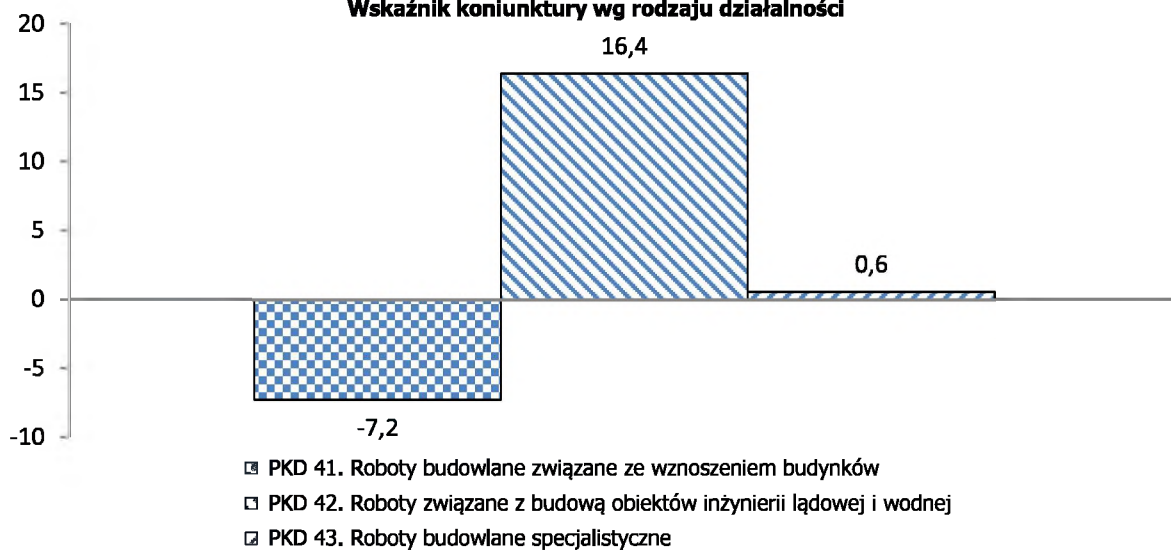 Wskaźnik koniunktury wg rodzaju działalności
20
15
10
5
0
-5
-10
16,4
0,6
-7,2
PKD 41. Roboty budowlane związane ze wznoszeniem budynków
PKD 42. Roboty związane z budową obiektów inżynierii lądowej i wodnej
PKD 43. Roboty budowlane specjalistyczne